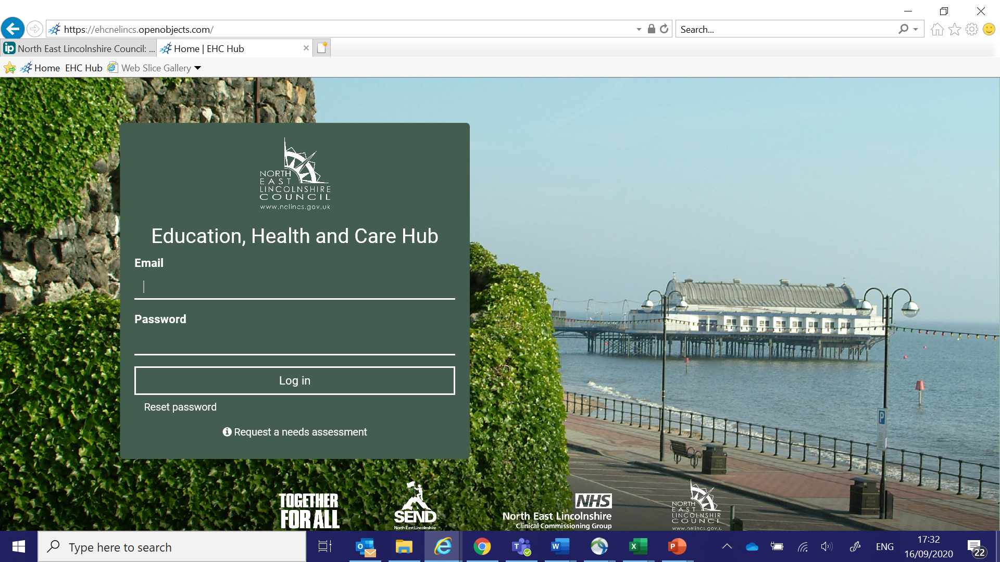 https://ehcnelincs.openobjects.com/
Search...
ip North East Lincolnshire Council: ...
Home | EHC Hub
Home EHC Hub
Web Slice Gallery
NORTH
EAST
LINCOLNSHIRE
COUNCIL
www.nelincs.gov.uk
Education, Health and Care Hub
Email
Password
Log in
Reset password
Request a needs assessment
P
TOGETHER
FOR ALL
SEND
North East Lincolnshire
NHS
North East Lincolnshire
Clinical Commissioning Group
NORTH
EAST
LINCOLNSHIR
COUNCIL
www.nelincs.gov.u
Type here to search
O
T
W
X
P
ENG
17:32
16/09/2020
22